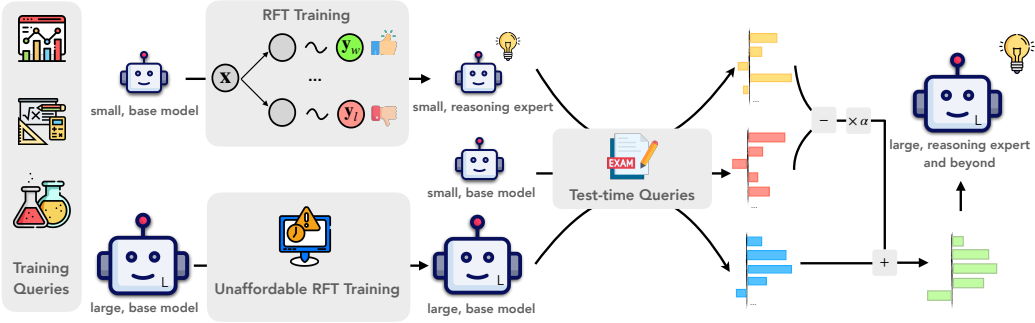 RFT Training
x
y_w
...
y_l
small, base model
small, reasoning expert
small, base model
Training
Queries
√x
L
large, base model
Unaffordable RFT Training
L
large, base model
EXAM
Test-time Queries
...
...
...
−
× α
+
L
large, reasoning expert
and beyond